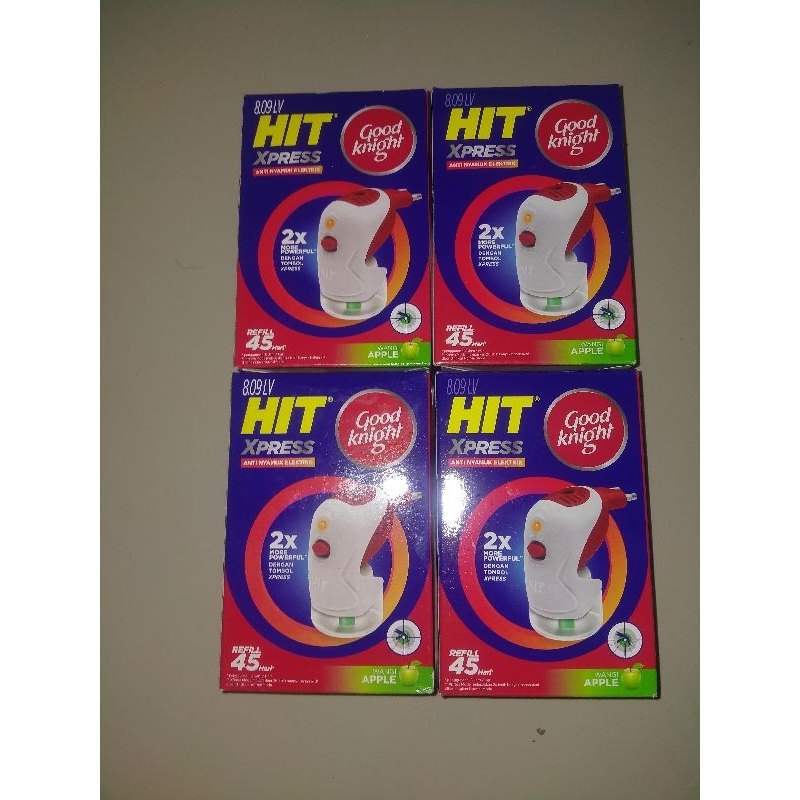 8.09 LV
HIT®
XPRESS
ANTI NYAMUK ELEKTRIK
Good
knight
2X
MORE
POWERFUL*
DENGAN
TOMBOL
XPRESS
HIT
REFILL
45 Hari*
WANGI
APPLE
8.09 LV
HIT®
XPRESS
ANTI NYAMUK ELEKTRIK
Good
knight
2X
MORE
POWERFUL*
DENGAN
TOMBOL
XPRESS
HIT
REFILL
45 Hari*
WANGI
APPLE
8.09 LV
HIT®
XPRESS
ANTI NYAMUK ELEKTRIK
Good
knight
2X
MORE
POWERFUL*
DENGAN
TOMBOL
XPRESS
HIT
REFILL
45 Hari*
WANGI
APPLE
8.09 LV
HIT®
XPRESS
ANTI NYAMUK ELEKTRIK
Good
knight
2X
MORE
POWERFUL*
DENGAN
TOMBOL
XPRESS
HIT
REFILL
45 Hari*
WANGI
APPLE